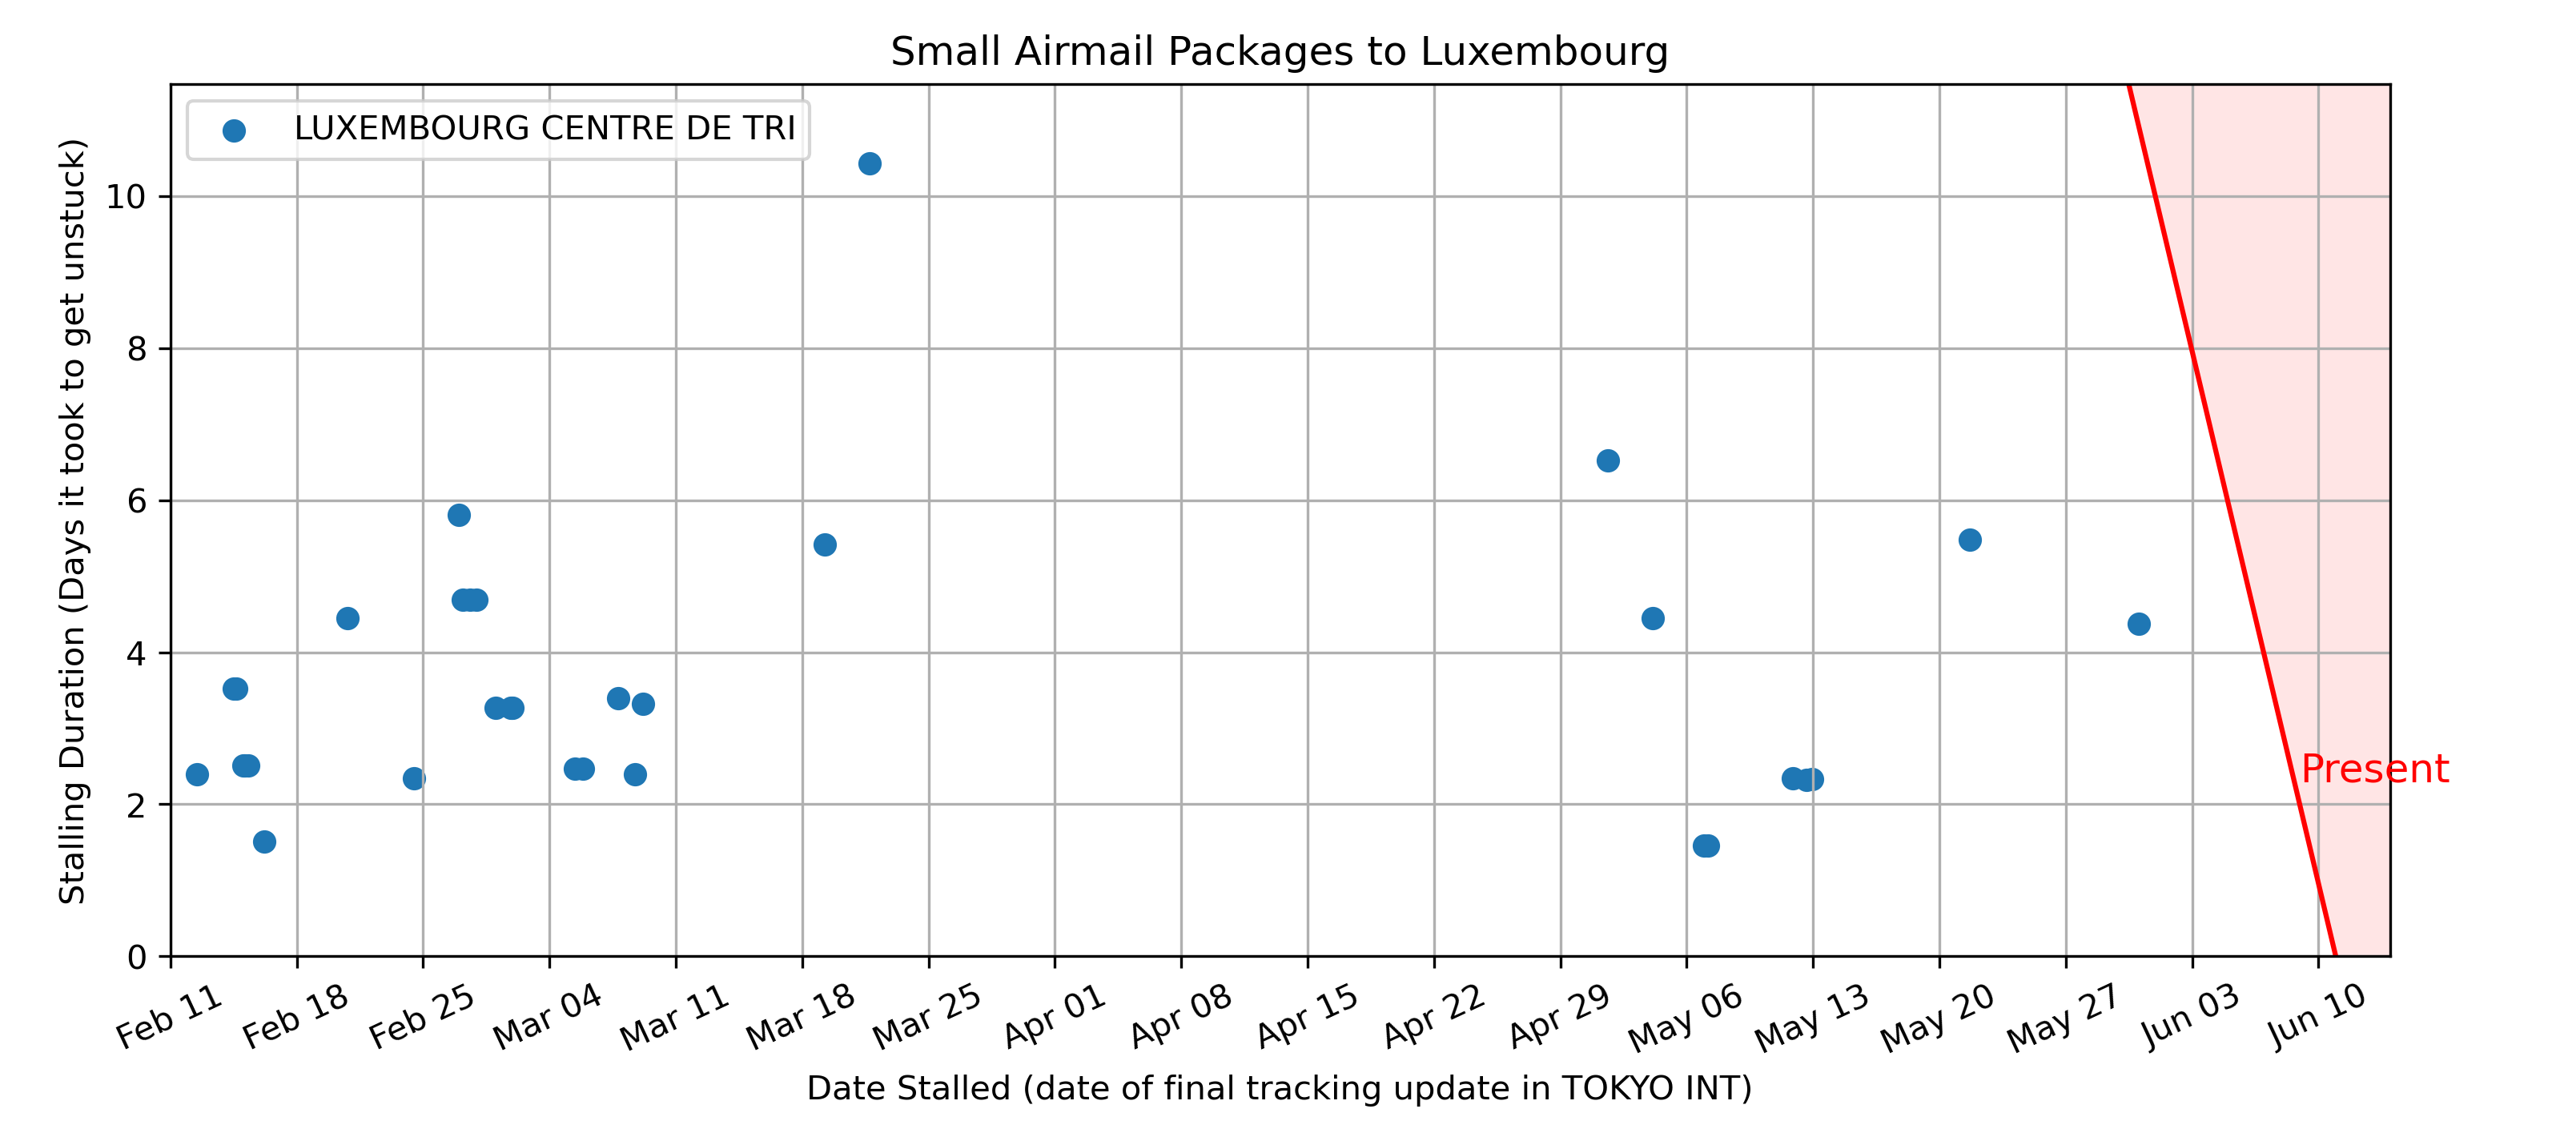 Small Airmail Packages to Luxembourg
LUXEMBOURG CENTRE DE TRI
Stalling Duration (Days it took to get unstuck)
10
8
6
4
2
0
Present
Feb 11
Feb 18
Feb 25
Mar 04
Mar 11
Mar 18
Mar 25
Apr 01
Apr 08
Apr 15
Apr 22
Apr 29
May 06
May 13
May 20
May 27
Jun 03
Jun 10
Date Stalled (date of final tracking update in TOKYO INT)